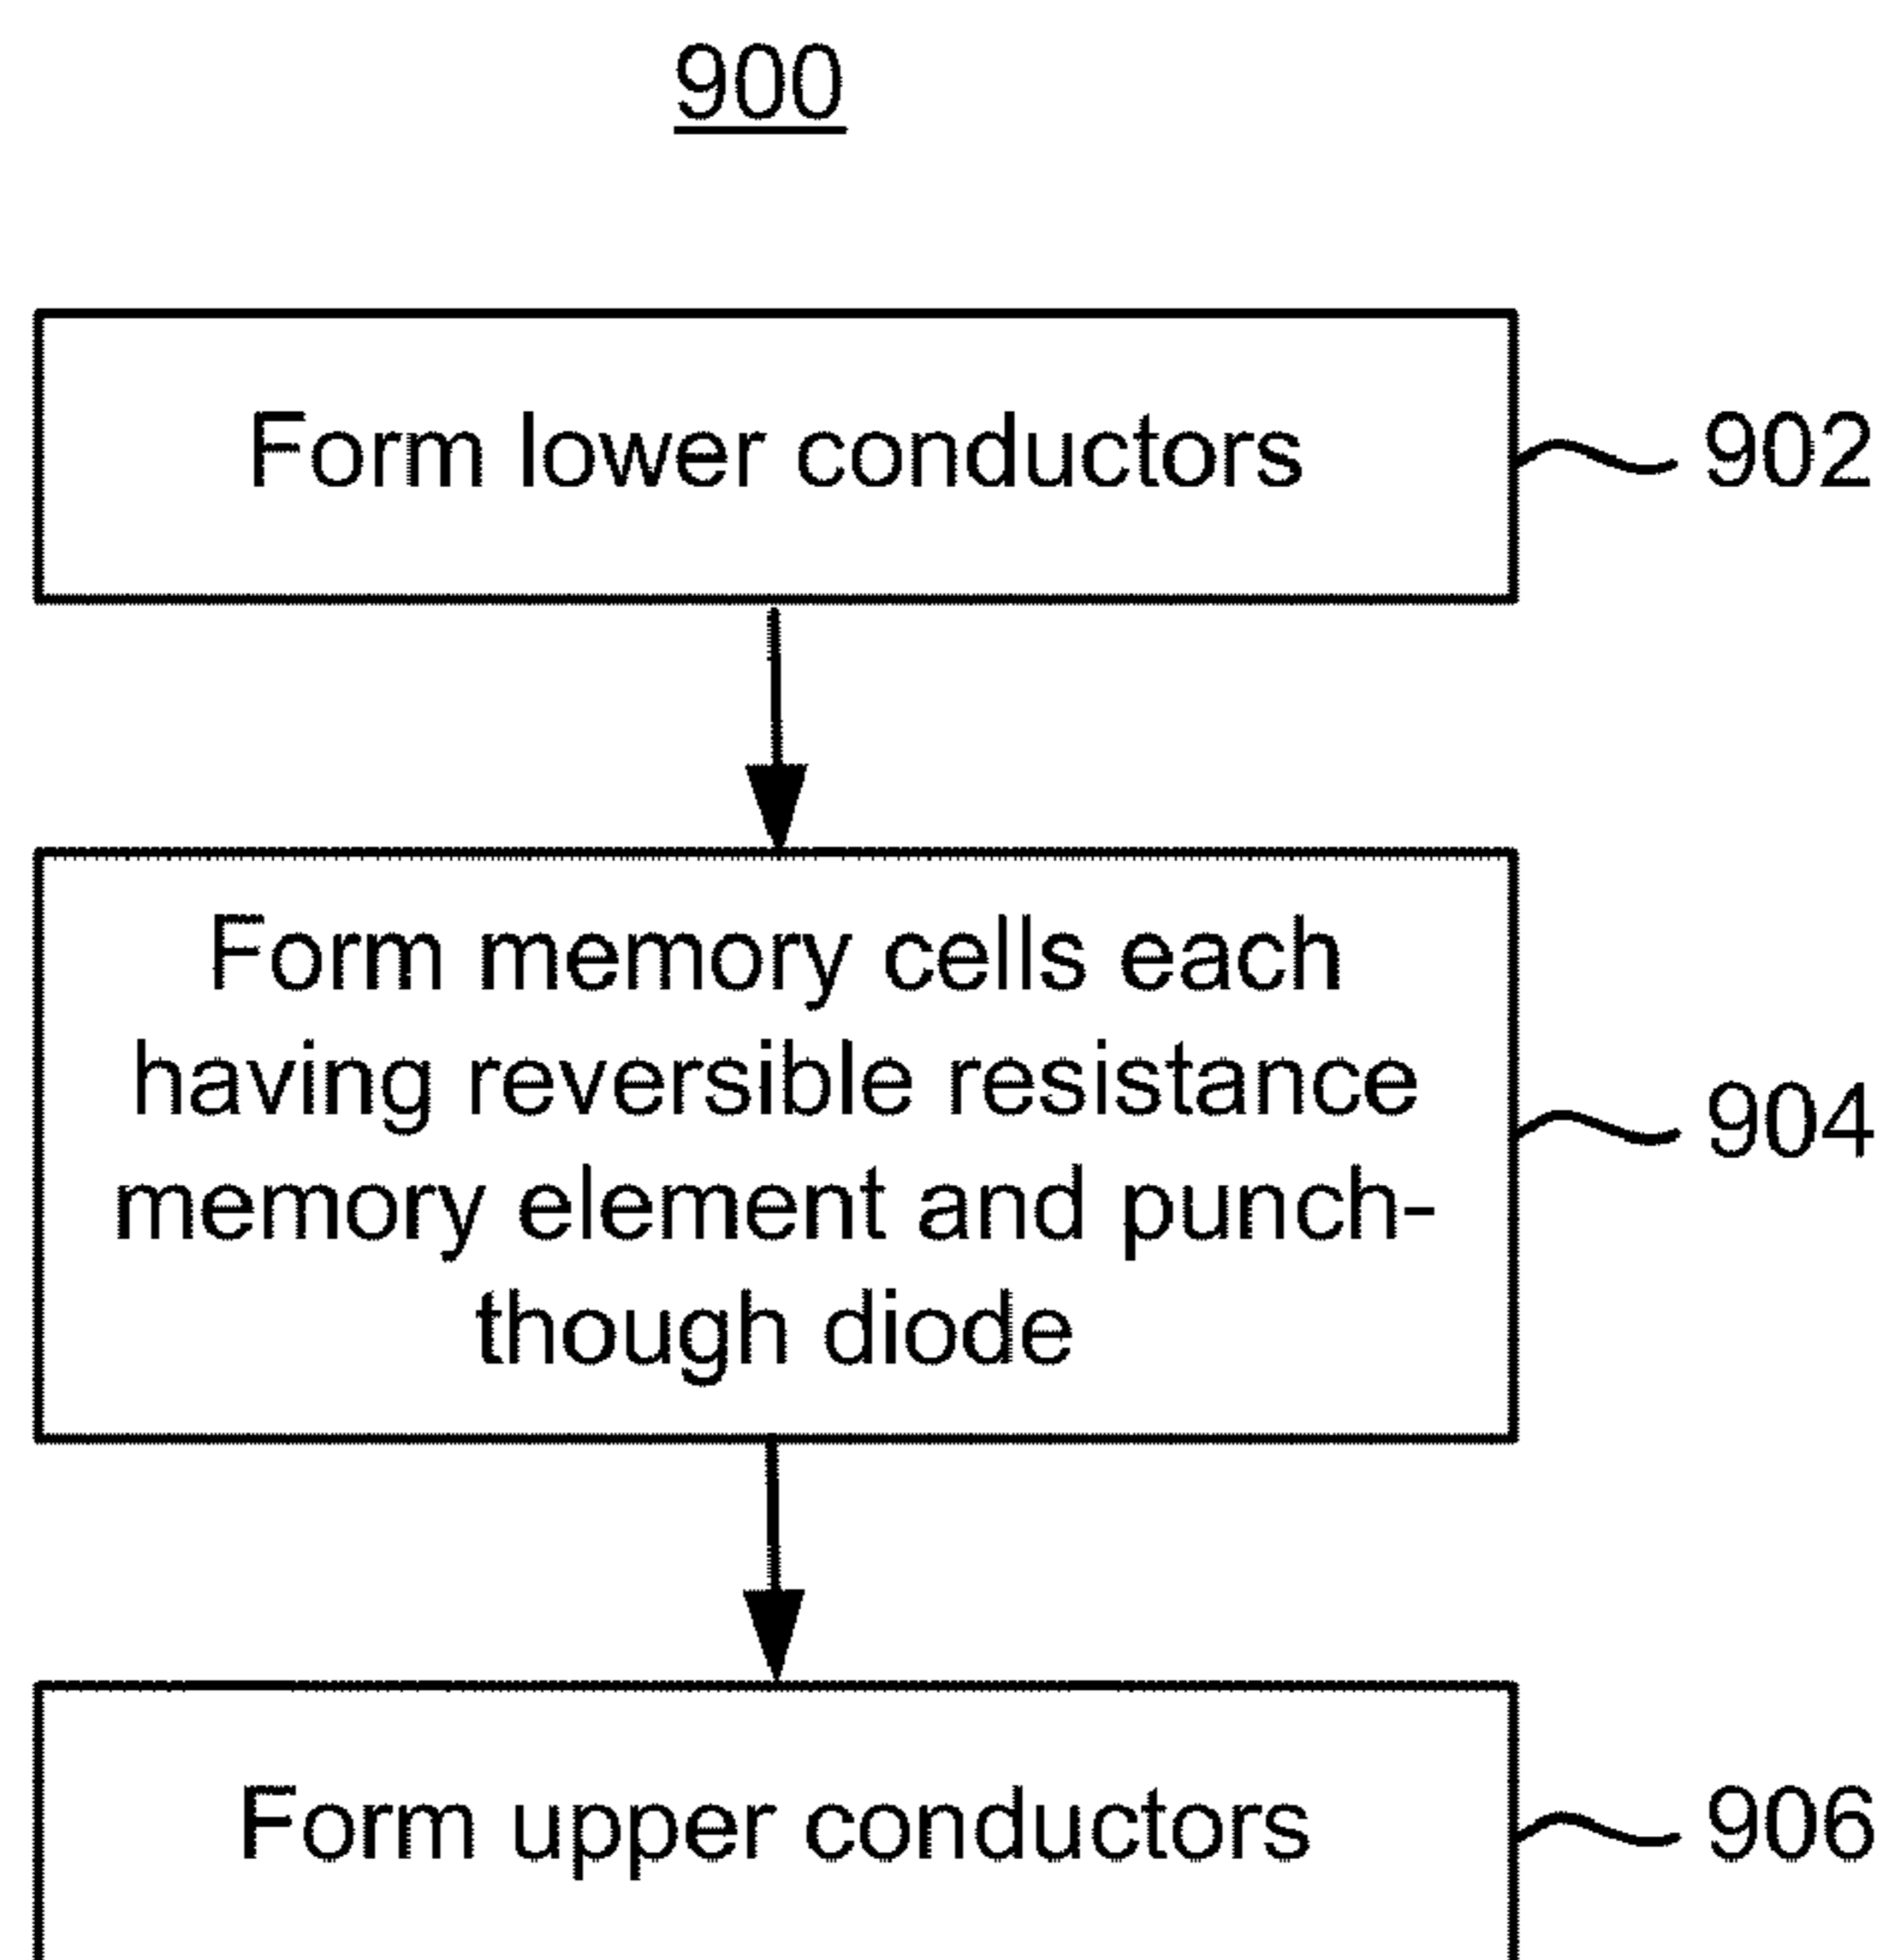 900
Form lower conductors
902
Form memory cells each
having reversible resistance
memory element and punch-
though diode
904
Form upper conductors
906